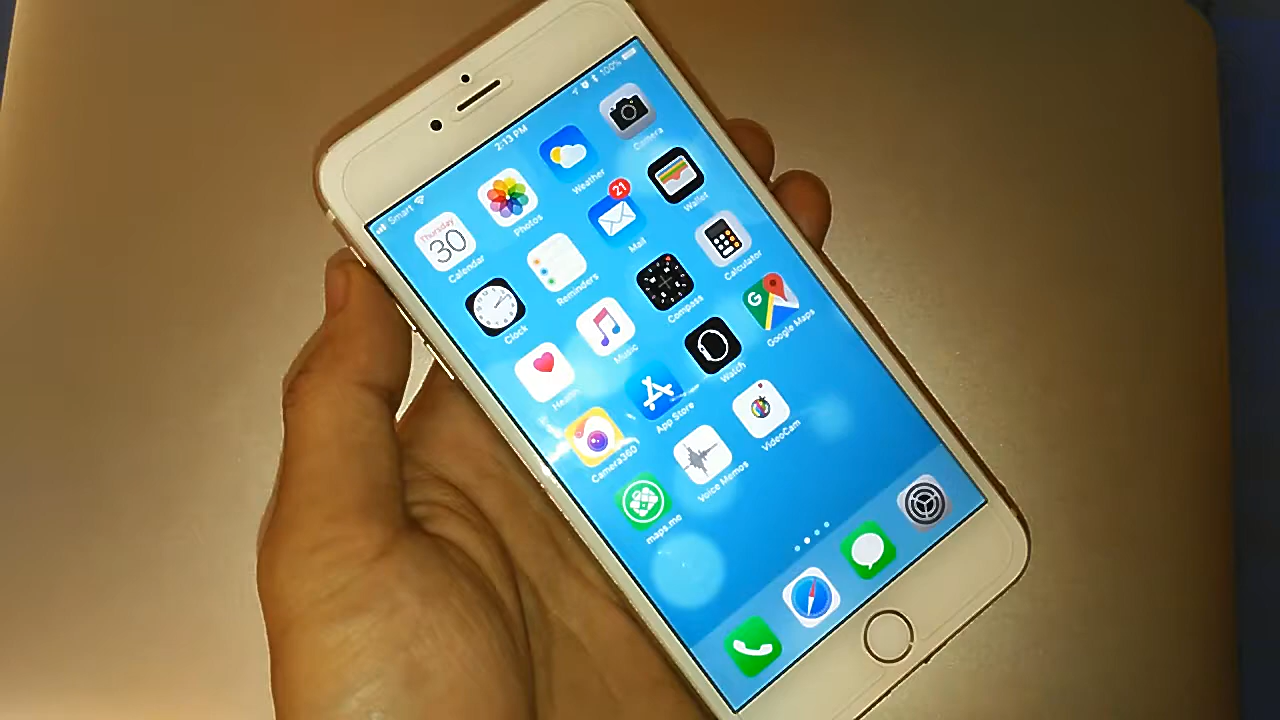 Smart 2:13 PM 100%
Thursday
30
Calendar Photos Weather Camera
21
Clock Reminders Mail Wallet
Health Music Compass Calculator
Camera360 App Store Watch Google Maps
G
maps.me Voice Memos VideoCam